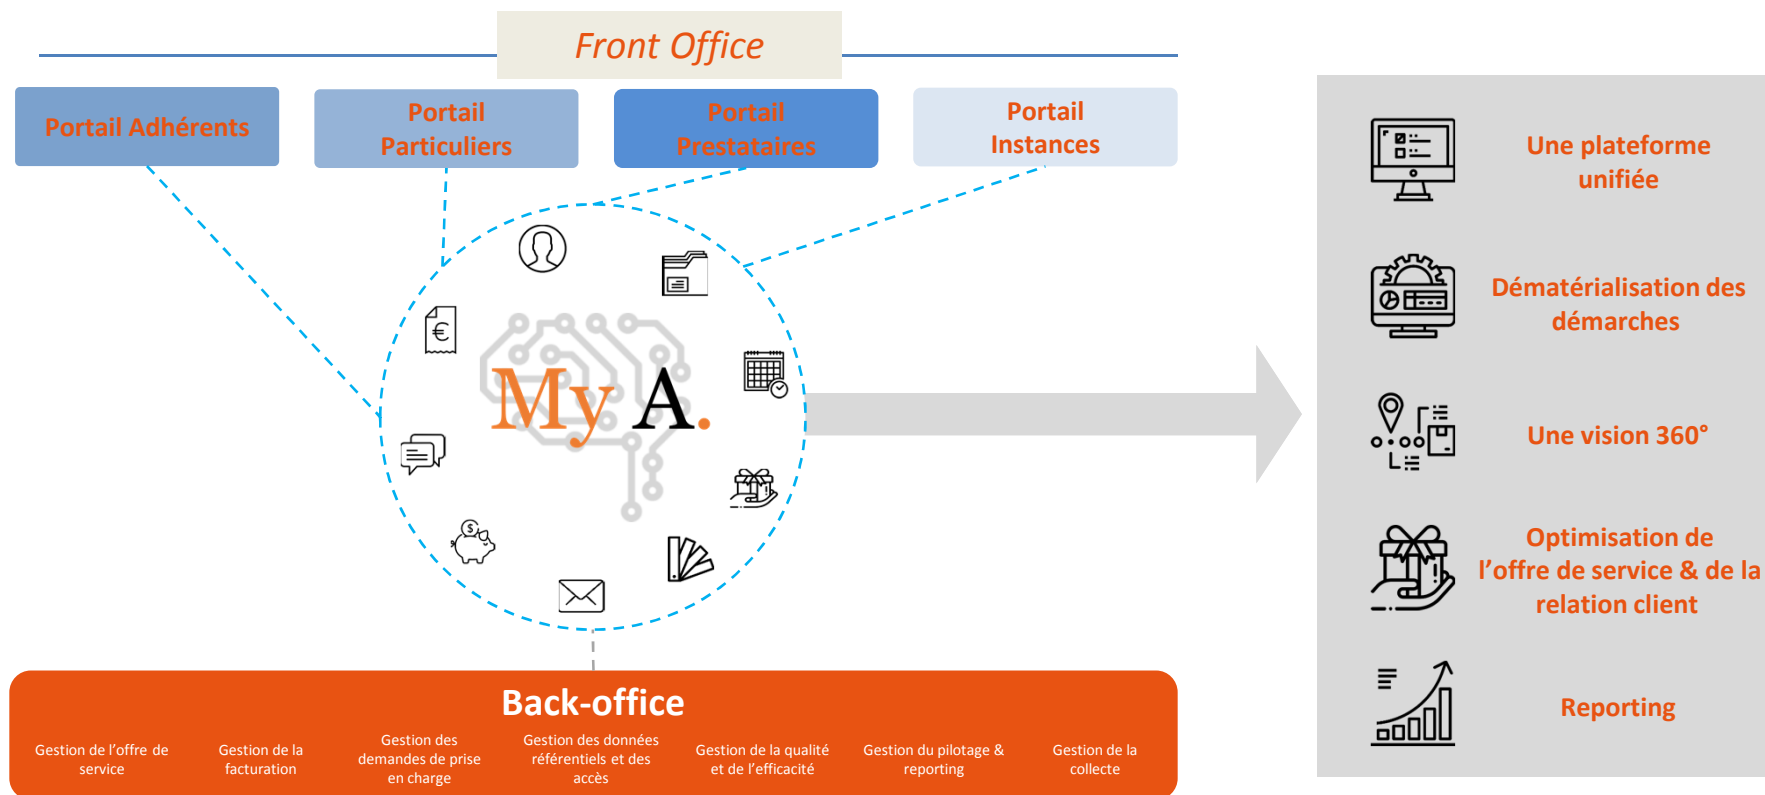 Front Office
Portail Adhérents
Portail
Particuliers
Portail
Prestataires
Portail
Instances
€
My A.
$
Une plateforme
unifiée
Dématérialisation des
démarches
Une vision 360°
Optimisation de
l’offre de service & de la
relation client
Reporting
Back-office
Gestion de l’offre de
service
Gestion de la
facturation
Gestion des
demandes de prise
en charge
Gestion des données
référentiels et des
accès
Gestion de la qualité
et de l’efficacité
Gestion du pilotage &
reporting
Gestion de la
collecte